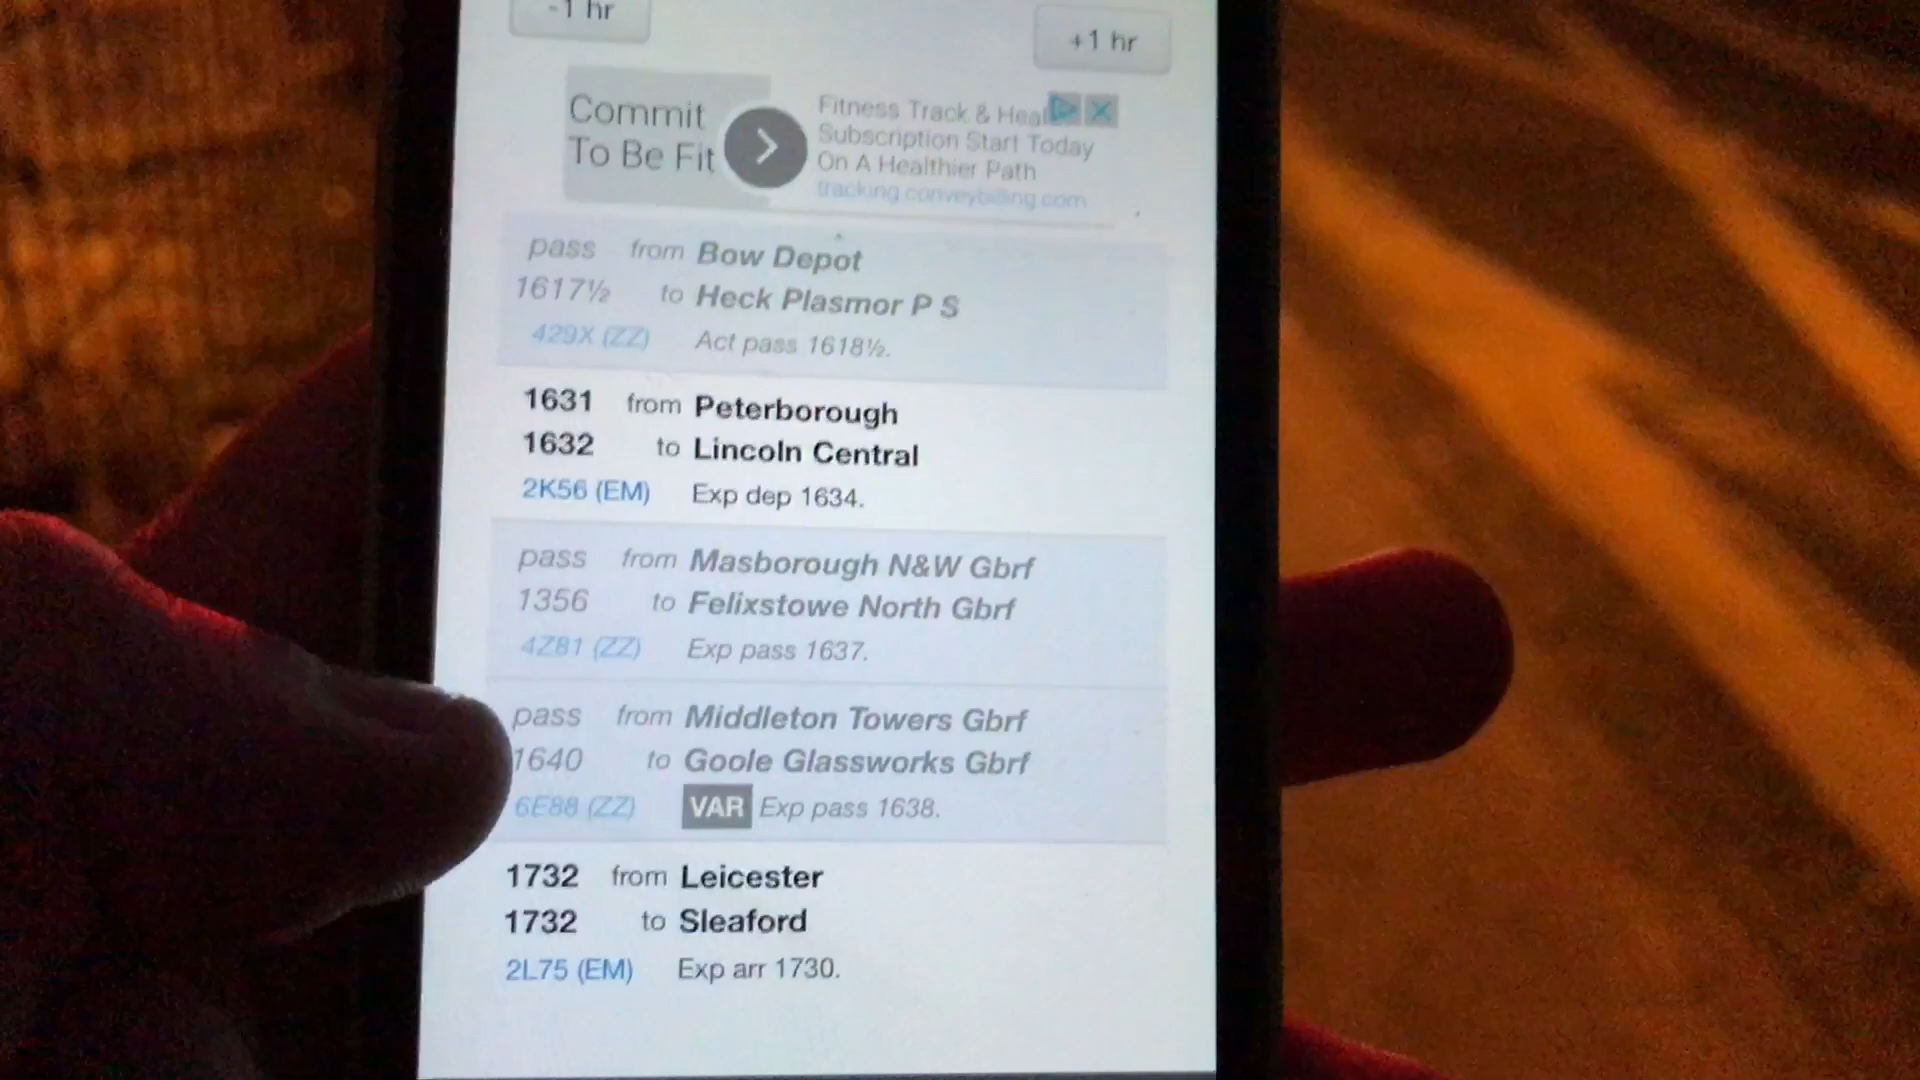 -1 hr
+1 hr
Commit
To Be Fit
Fitness Track & Heal
Subscription Start Today
On A Healthier Path
tracking.conveybilling.com
pass from Bow Depot
1617½ to Heck Plasmor P S
429X (ZZ) Act pass 1618½.
1631 from Peterborough
1632 to Lincoln Central
2K56 (EM) Exp dep 1634.
pass from Masborough N&W Gbrf
1356 to Felixstowe North Gbrf
4Z81 (ZZ) Exp pass 1637.
pass from Middleton Towers Gbrf
1640 to Goole Glassworks Gbrf
6E88 (ZZ) VAR Exp pass 1638.
1732 from Leicester
1732 to Sleaford
2L75 (EM) Exp arr 1730.